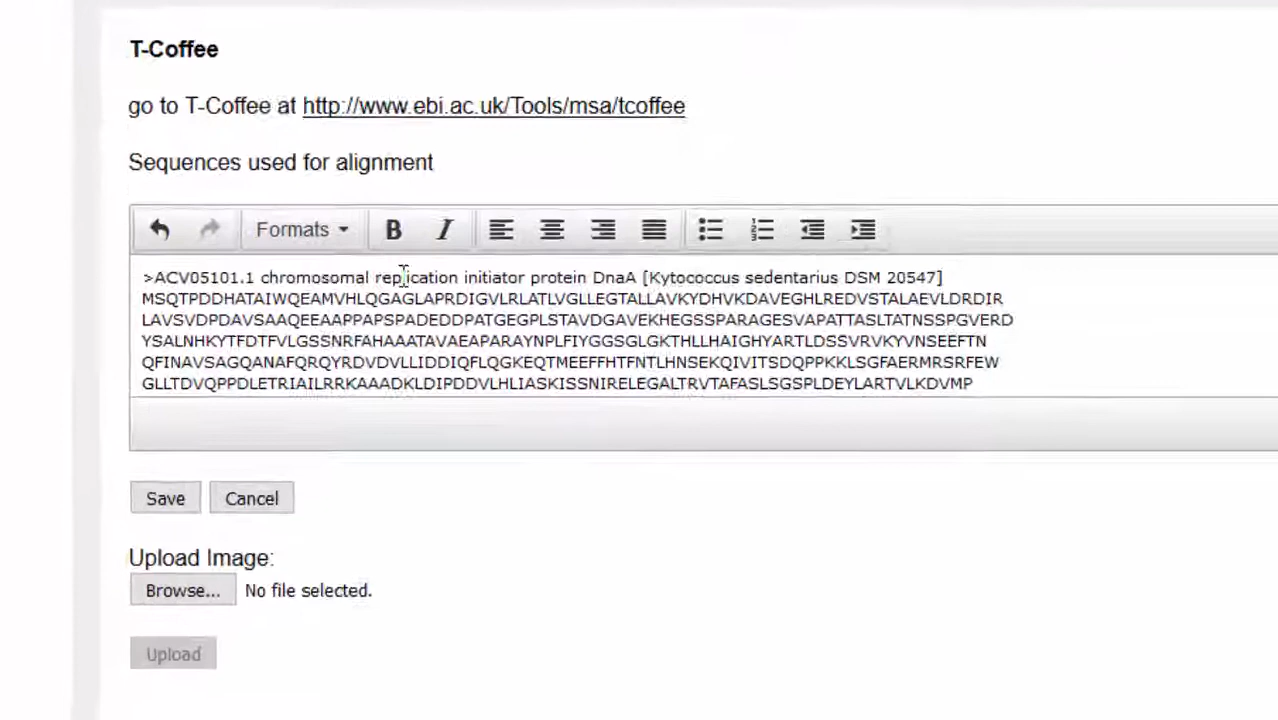 T-Coffee
go to T-Coffee at http://www.ebi.ac.uk/Tools/msa/tcoffee
Sequences used for alignment
Formats B I
>ACV05101.1 chromosomal replication initiator protein DnaA [Kytococcus sedentarius DSM 20547]
MSQTPDDHATAIWQEAMVHLQGAGLAPRDIGVLRLATLVGLLEGTALLAVKYDHVKDAVEGHLREDVSTALAEVLDRDIR
LAVSVDPDAVSAAQEEAAPPAPSPADEDDPATGEGPLSTAVDGAVEKHEGSSPARAGESVAPATTASLTATNSSPGVERD
YSALNHKYTFDTFVLGSSNRFAHAAATAVAEAPARAYNPLFIYGGSGLGKTHLLHAIGHYARTLDSSVRVKYVNSEEFTN
QFINAVSAGQANAFQRQYRDVDVLLIDDIQFLQGKEQTMEEFFHTFNTLHNSEKQIVITSDQPPKKLSGFAERMRSRFEW
GLLTDVQPPDLETRIAILRRKAAADKLDIPDDVLHLIASKISSNIRELEGALTRVTAFASLSGSPLDEYLARTVLKDVMP
Save Cancel
Upload Image:
Browse... No file selected.
Upload